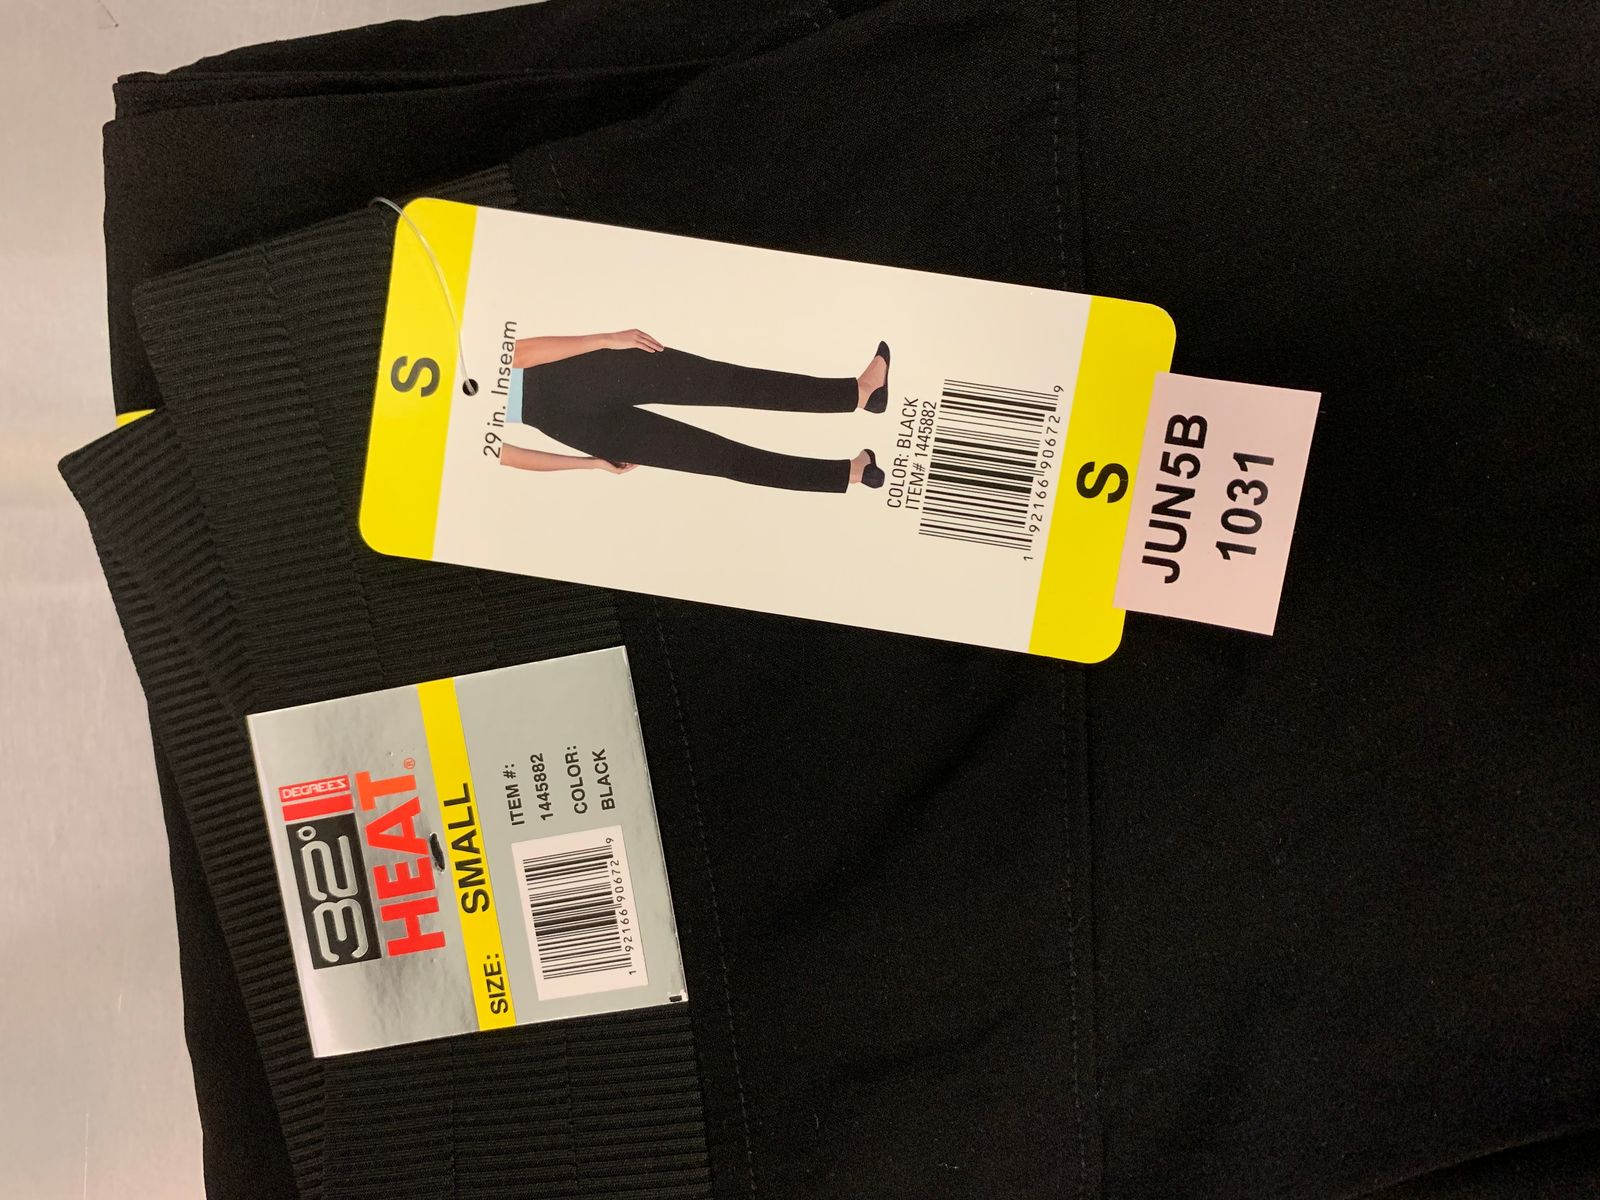 S
29 in. Inseam
COLOR: BLACK
ITEM# 1445882
1 92166 90672 9
S
JUN5B
1031
32° DEGREES
HEAT®
SIZE: SMALL
ITEM #:
1445882
COLOR:
BLACK
1 92166 90672 9